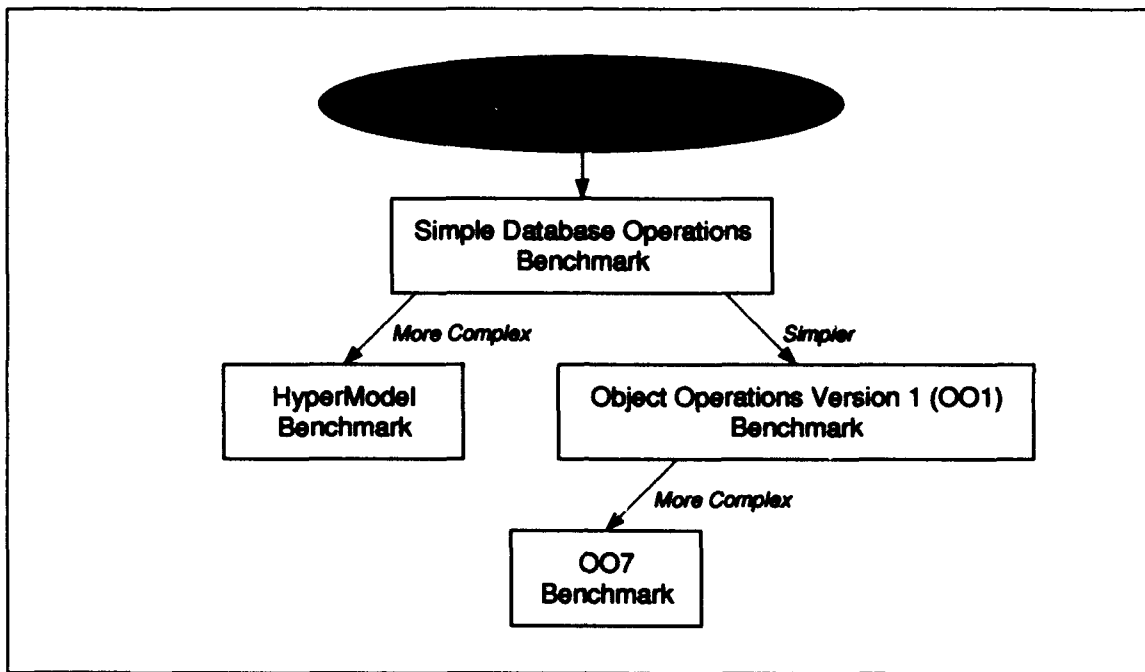 Simple Database Operations
Benchmark
More Complex
Simpler
HyperModel
Benchmark
Object Operations Version 1 (OO1)
Benchmark
More Complex
OO7
Benchmark